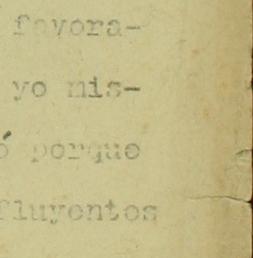 favora-
yo mis-
ó porque
fluyentes